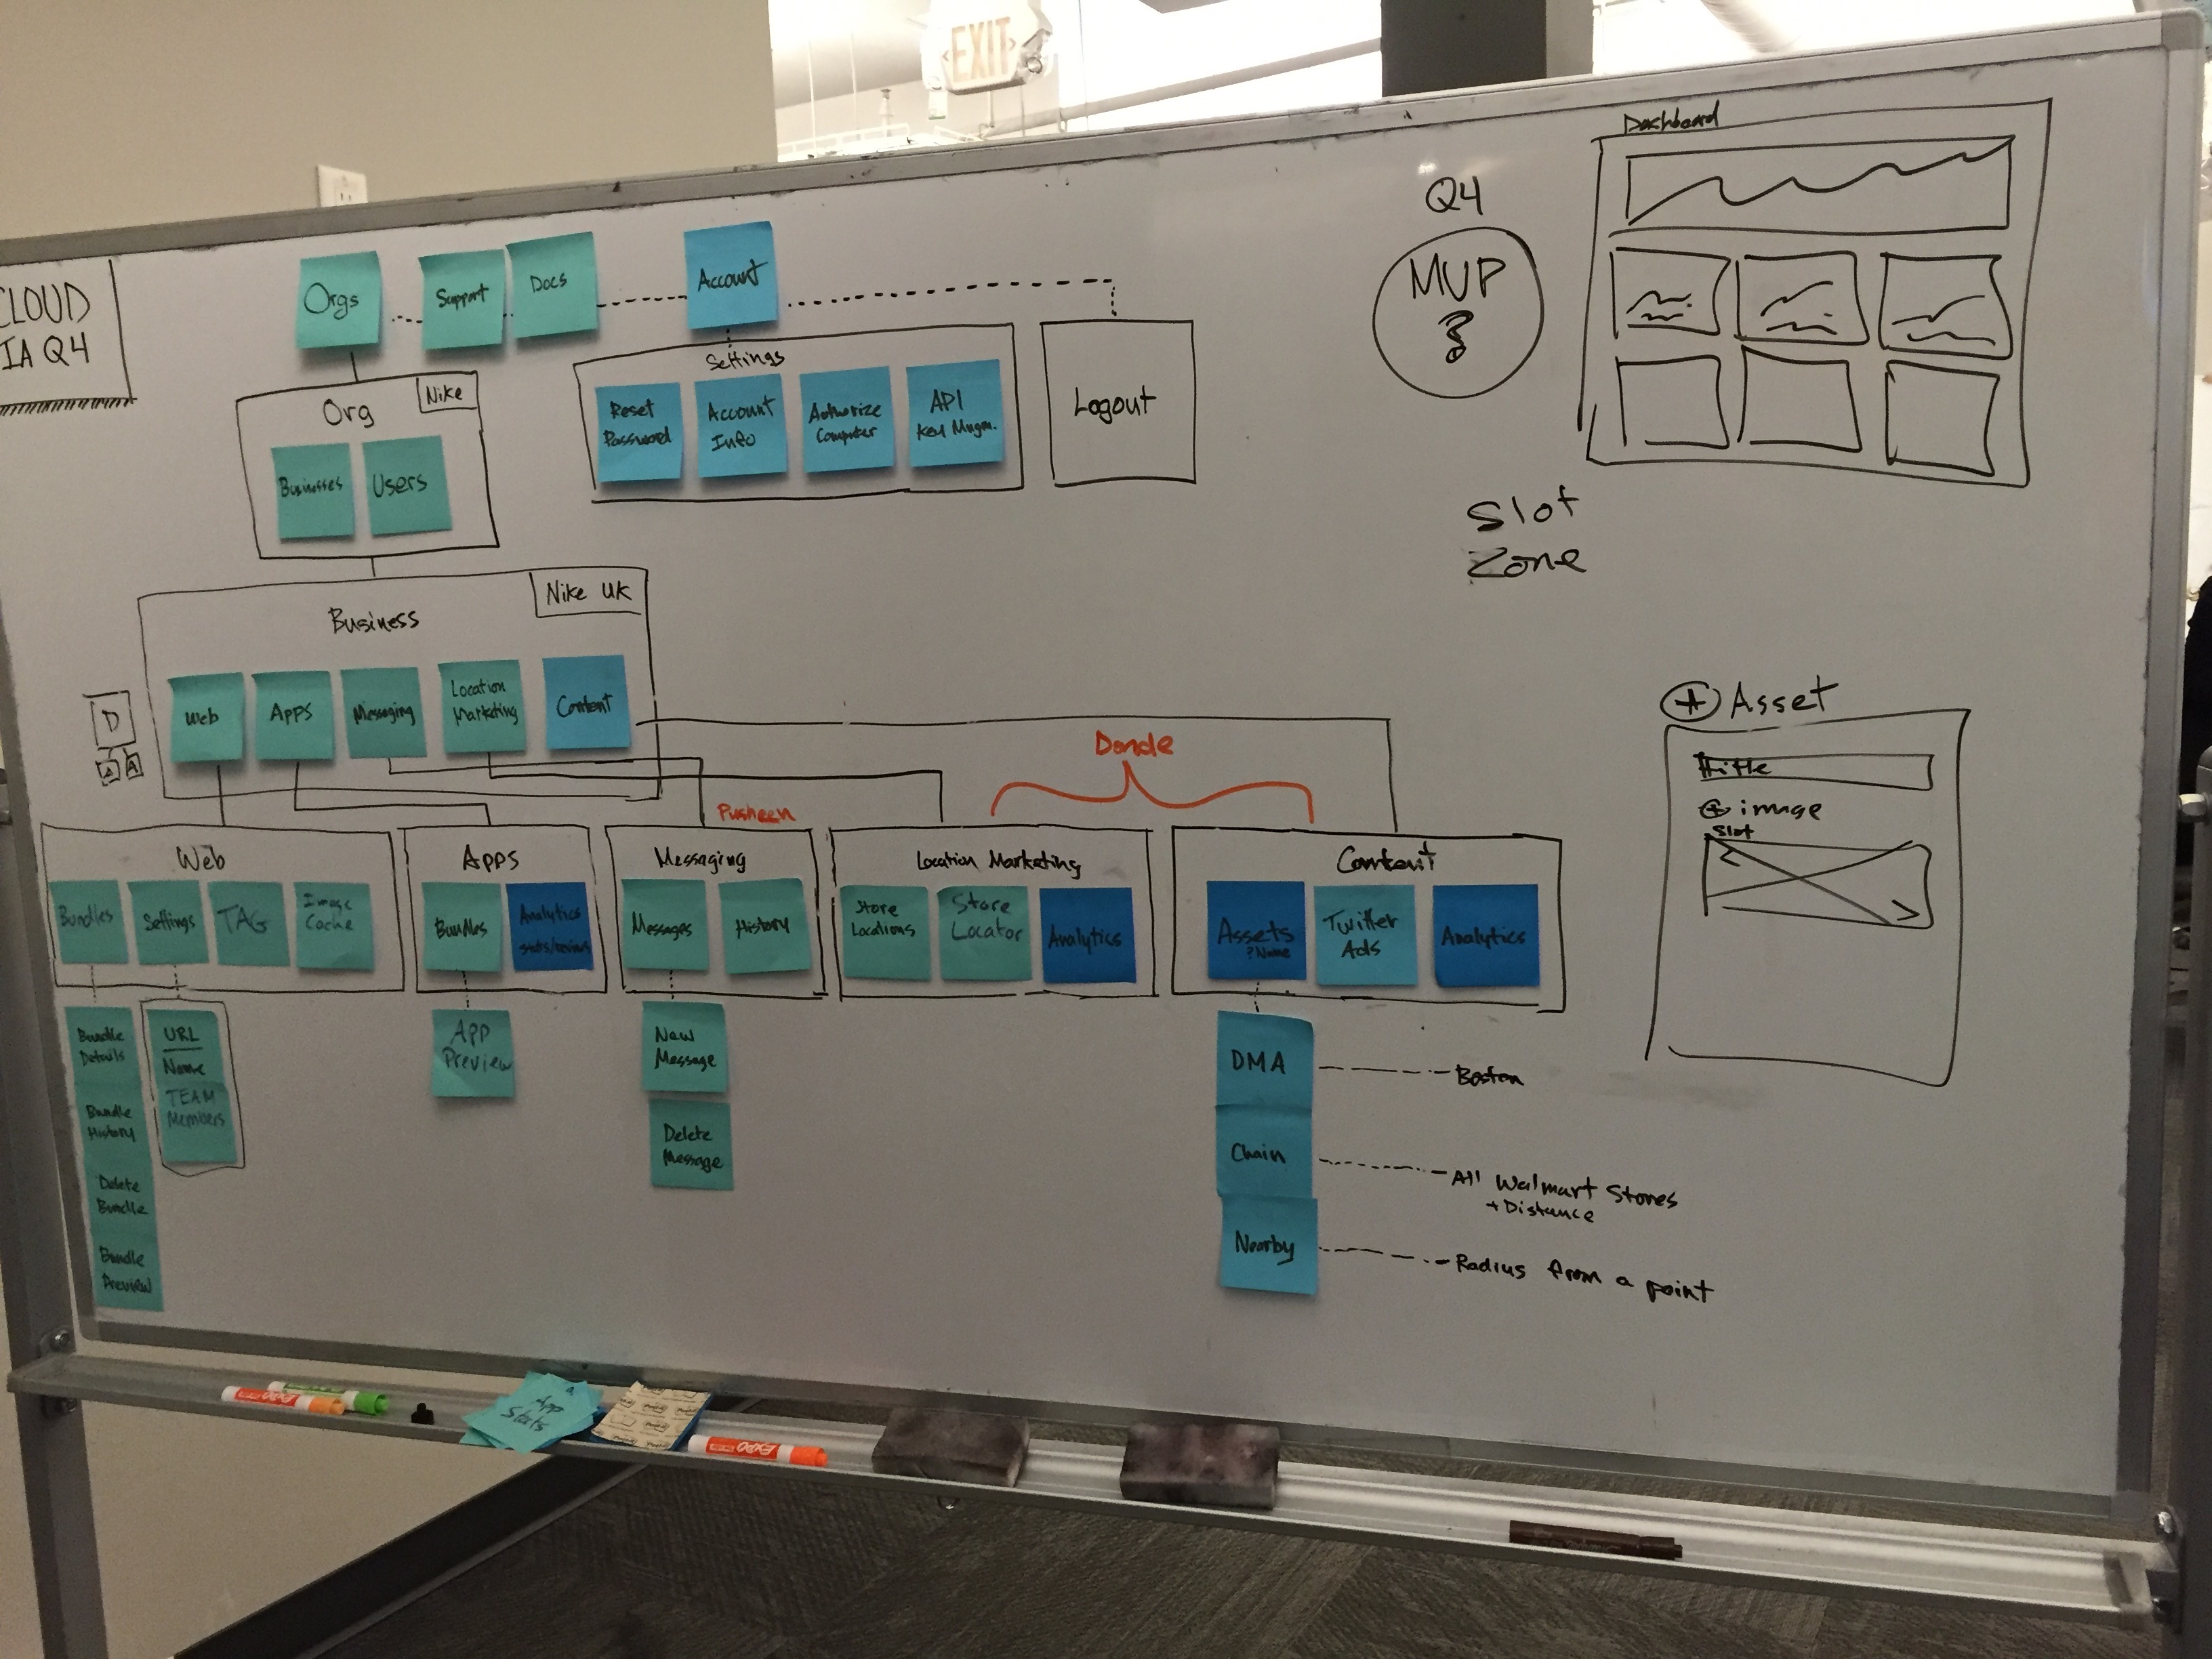 EXIT
CLOUD
IA Q4
Orgs
Support
Docs
Account
Settings
Reset
Password
Account
Info
Authorize
Computer
API
Key Mngm.
Logout
Org
Nike
Businesses
Users
Business
Nike UK
Web
Apps
Messaging
Location
Marketing
Content
D
A
A
Pusheen
Donde
Web
Bundles
Settings
TAG
Image
Cache
Apps
Bundles
Analytics
stats/reviews
Messaging
Messages
History
Location Marketing
Store
Locations
Store
Locator
Analytics
Content
Assets
? Name
Twitter
Ads
Analytics
Bundle
Details
Bundle
History
Delete
Bundle
Bundle
Preview
URL
Name
TEAM
Members
App
Preview
New
Message
Delete
Message
DMA
Boston
Chain
All Walmart Stores
+Distance
Nearby
Radius from a point
Q4
MVP
?
Dashboard
Slot
Zone
+ Asset
Title
+ image
Slot
App
Stats
EXPO
EXPO